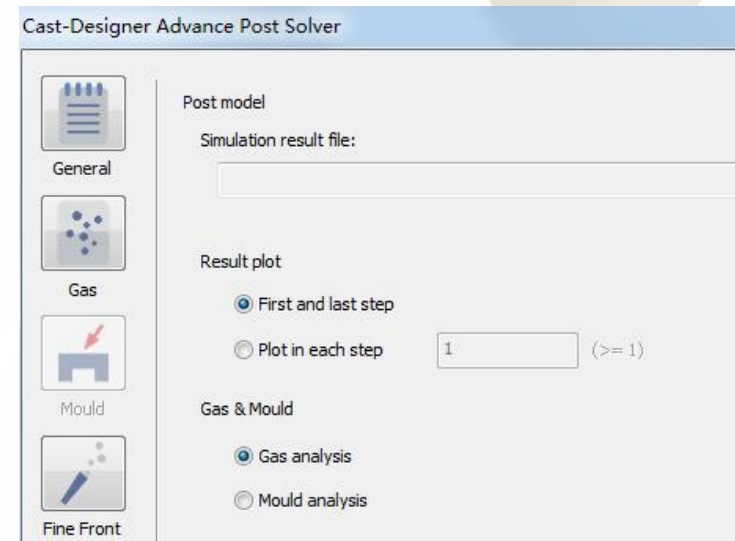 Cast-Designer Advance Post Solver
General
Gas
Mould
Fine Front
Post model
Simulation result file:
Result plot
First and last step
Plot in each step 1 (>= 1)
Gas & Mould
Gas analysis
Mould analysis